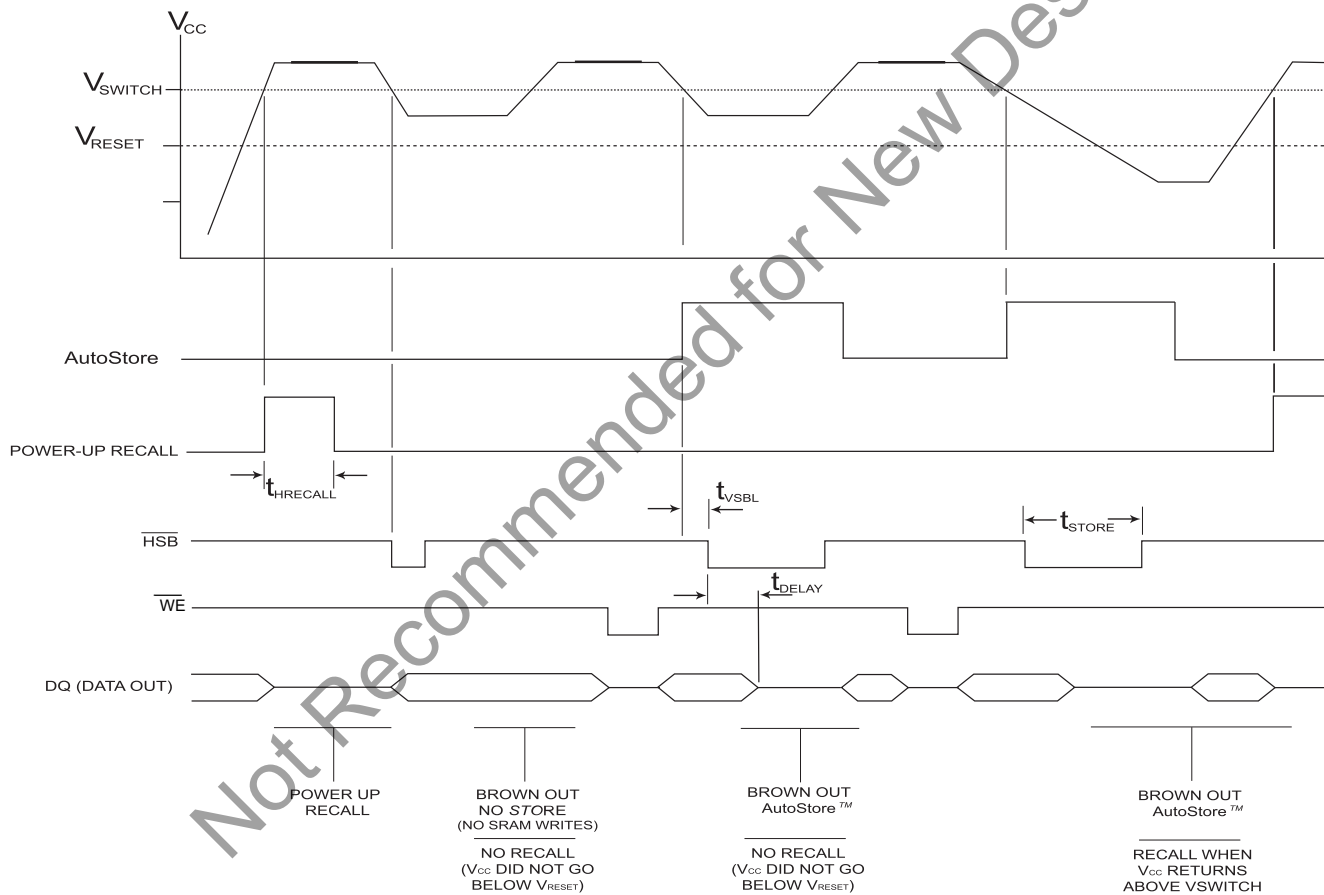 VCC
VSWITCH
VRESET
AutoStore
POWER-UP RECALL
tHRECALL
tVSBL
HSB
tSTORE
tDELAY
WE
DQ (DATA OUT)
POWER UP
RECALL
BROWN OUT
NO STORE
(NO SRAM WRITES)
NO RECALL
(VCC DID NOT GO
BELOW VRESET)
BROWN OUT
AutoStore™
NO RECALL
(VCC DID NOT GO
BELOW VRESET)
BROWN OUT
AutoStore™
RECALL WHEN
VCC RETURNS
ABOVE VSWITCH
Not Recommended for New Des